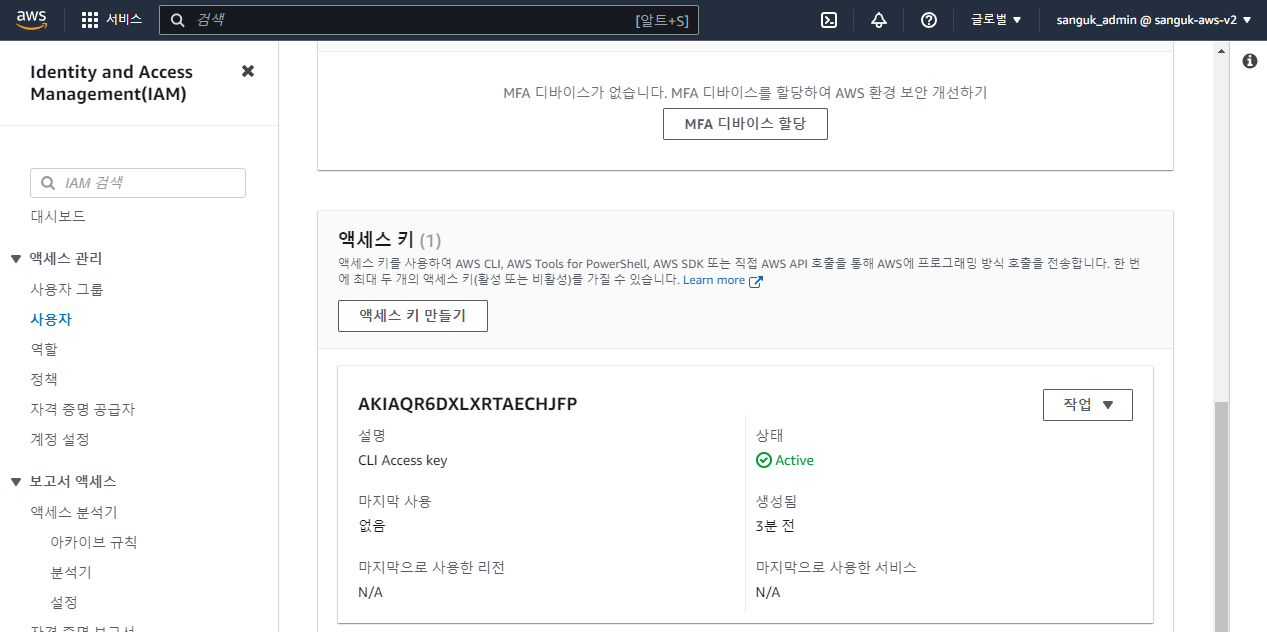 aws
서비스
검색
[알트+S]
글로벌
sanguk_admin @ sanguk-aws-v2
Identity and Access
Management(IAM)
IAM 검색
대시보드
액세스 관리
사용자 그룹
사용자
역할
정책
자격 증명 공급자
계정 설정
보고서 액세스
액세스 분석기
아카이브 규칙
분석기
설정
자격 증명 보고서
MFA 디바이스가 없습니다. MFA 디바이스를 할당하여 AWS 환경 보안 개선하기
MFA 디바이스 할당
액세스 키 (1)
액세스 키를 사용하여 AWS CLI, AWS Tools for PowerShell, AWS SDK 또는 직접 AWS API 호출을 통해 AWS에 프로그래밍 방식 호출을 전송합니다. 한 번
에 최대 두 개의 액세스 키(활성 또는 비활성)를 가질 수 있습니다. Learn more
액세스 키 만들기
AKIAQR6DXLXRTAECHJFP
작업
설명
CLI Access key
상태
Active
마지막 사용
없음
생성됨
3분 전
마지막으로 사용한 리전
N/A
마지막으로 사용한 서비스
N/A